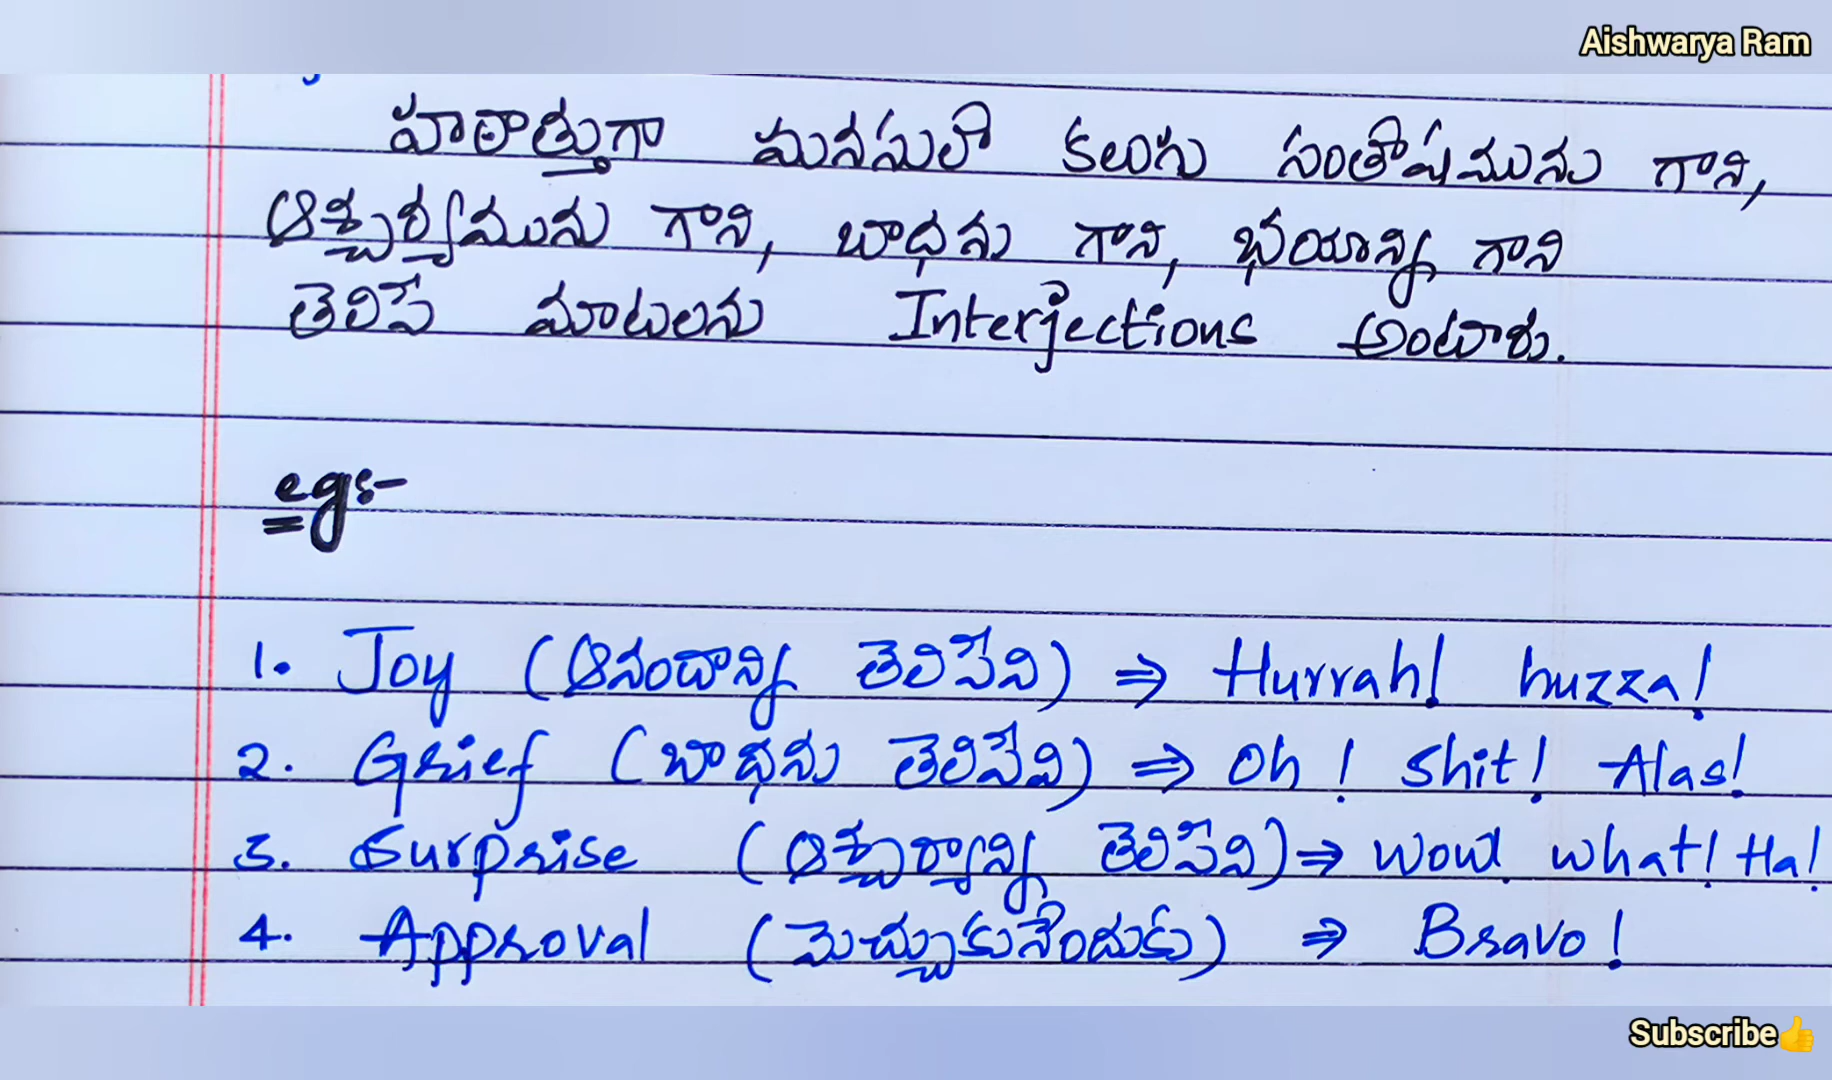 Aishwarya Ram
హఠాత్తుగా మనసులో కలుగు సంతోషమును గాని,
ఆశ్చర్యమును గాని, బాధను గాని, భయాన్ని గాని
తెలిపే మాటలను Interjections అంటారు.
eg:-
1. Joy (ఆనందాన్ని తెలిపేవి) ⇒ Hurrah! huzza!
2. Grief (బాధను తెలిపేవి) ⇒ Oh! Shit! Alas!
3. Surprise (ఆశ్చర్యాన్ని తెలిపేవి) ⇒ Wow! what! Ha!
4. Approval (మెచ్చుకునేందుకు) ⇒ Bravo!
Subscribe👍